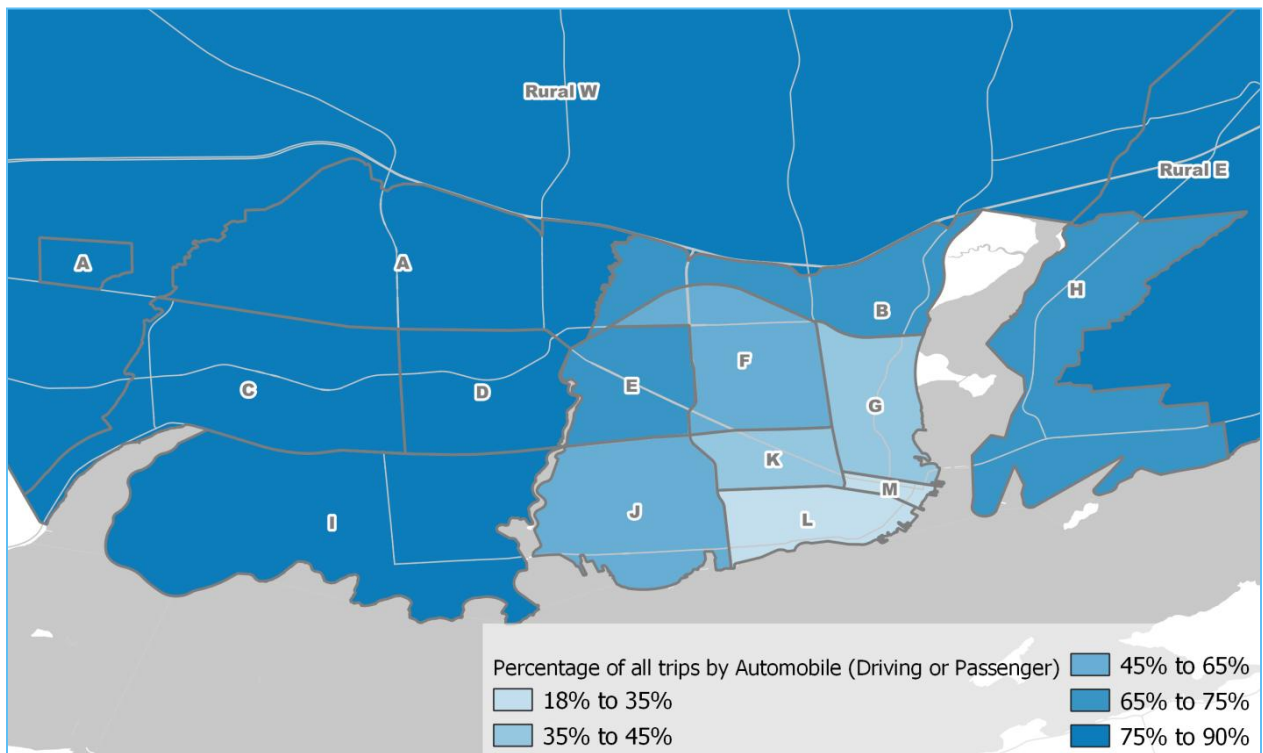 Rural W
Rural E
A
A
H
B
F
C
D
E
G
K
M
I
J
L
Percentage of all trips by Automobile (Driving or Passenger)
18% to 35%
35% to 45%
45% to 65%
65% to 75%
75% to 90%